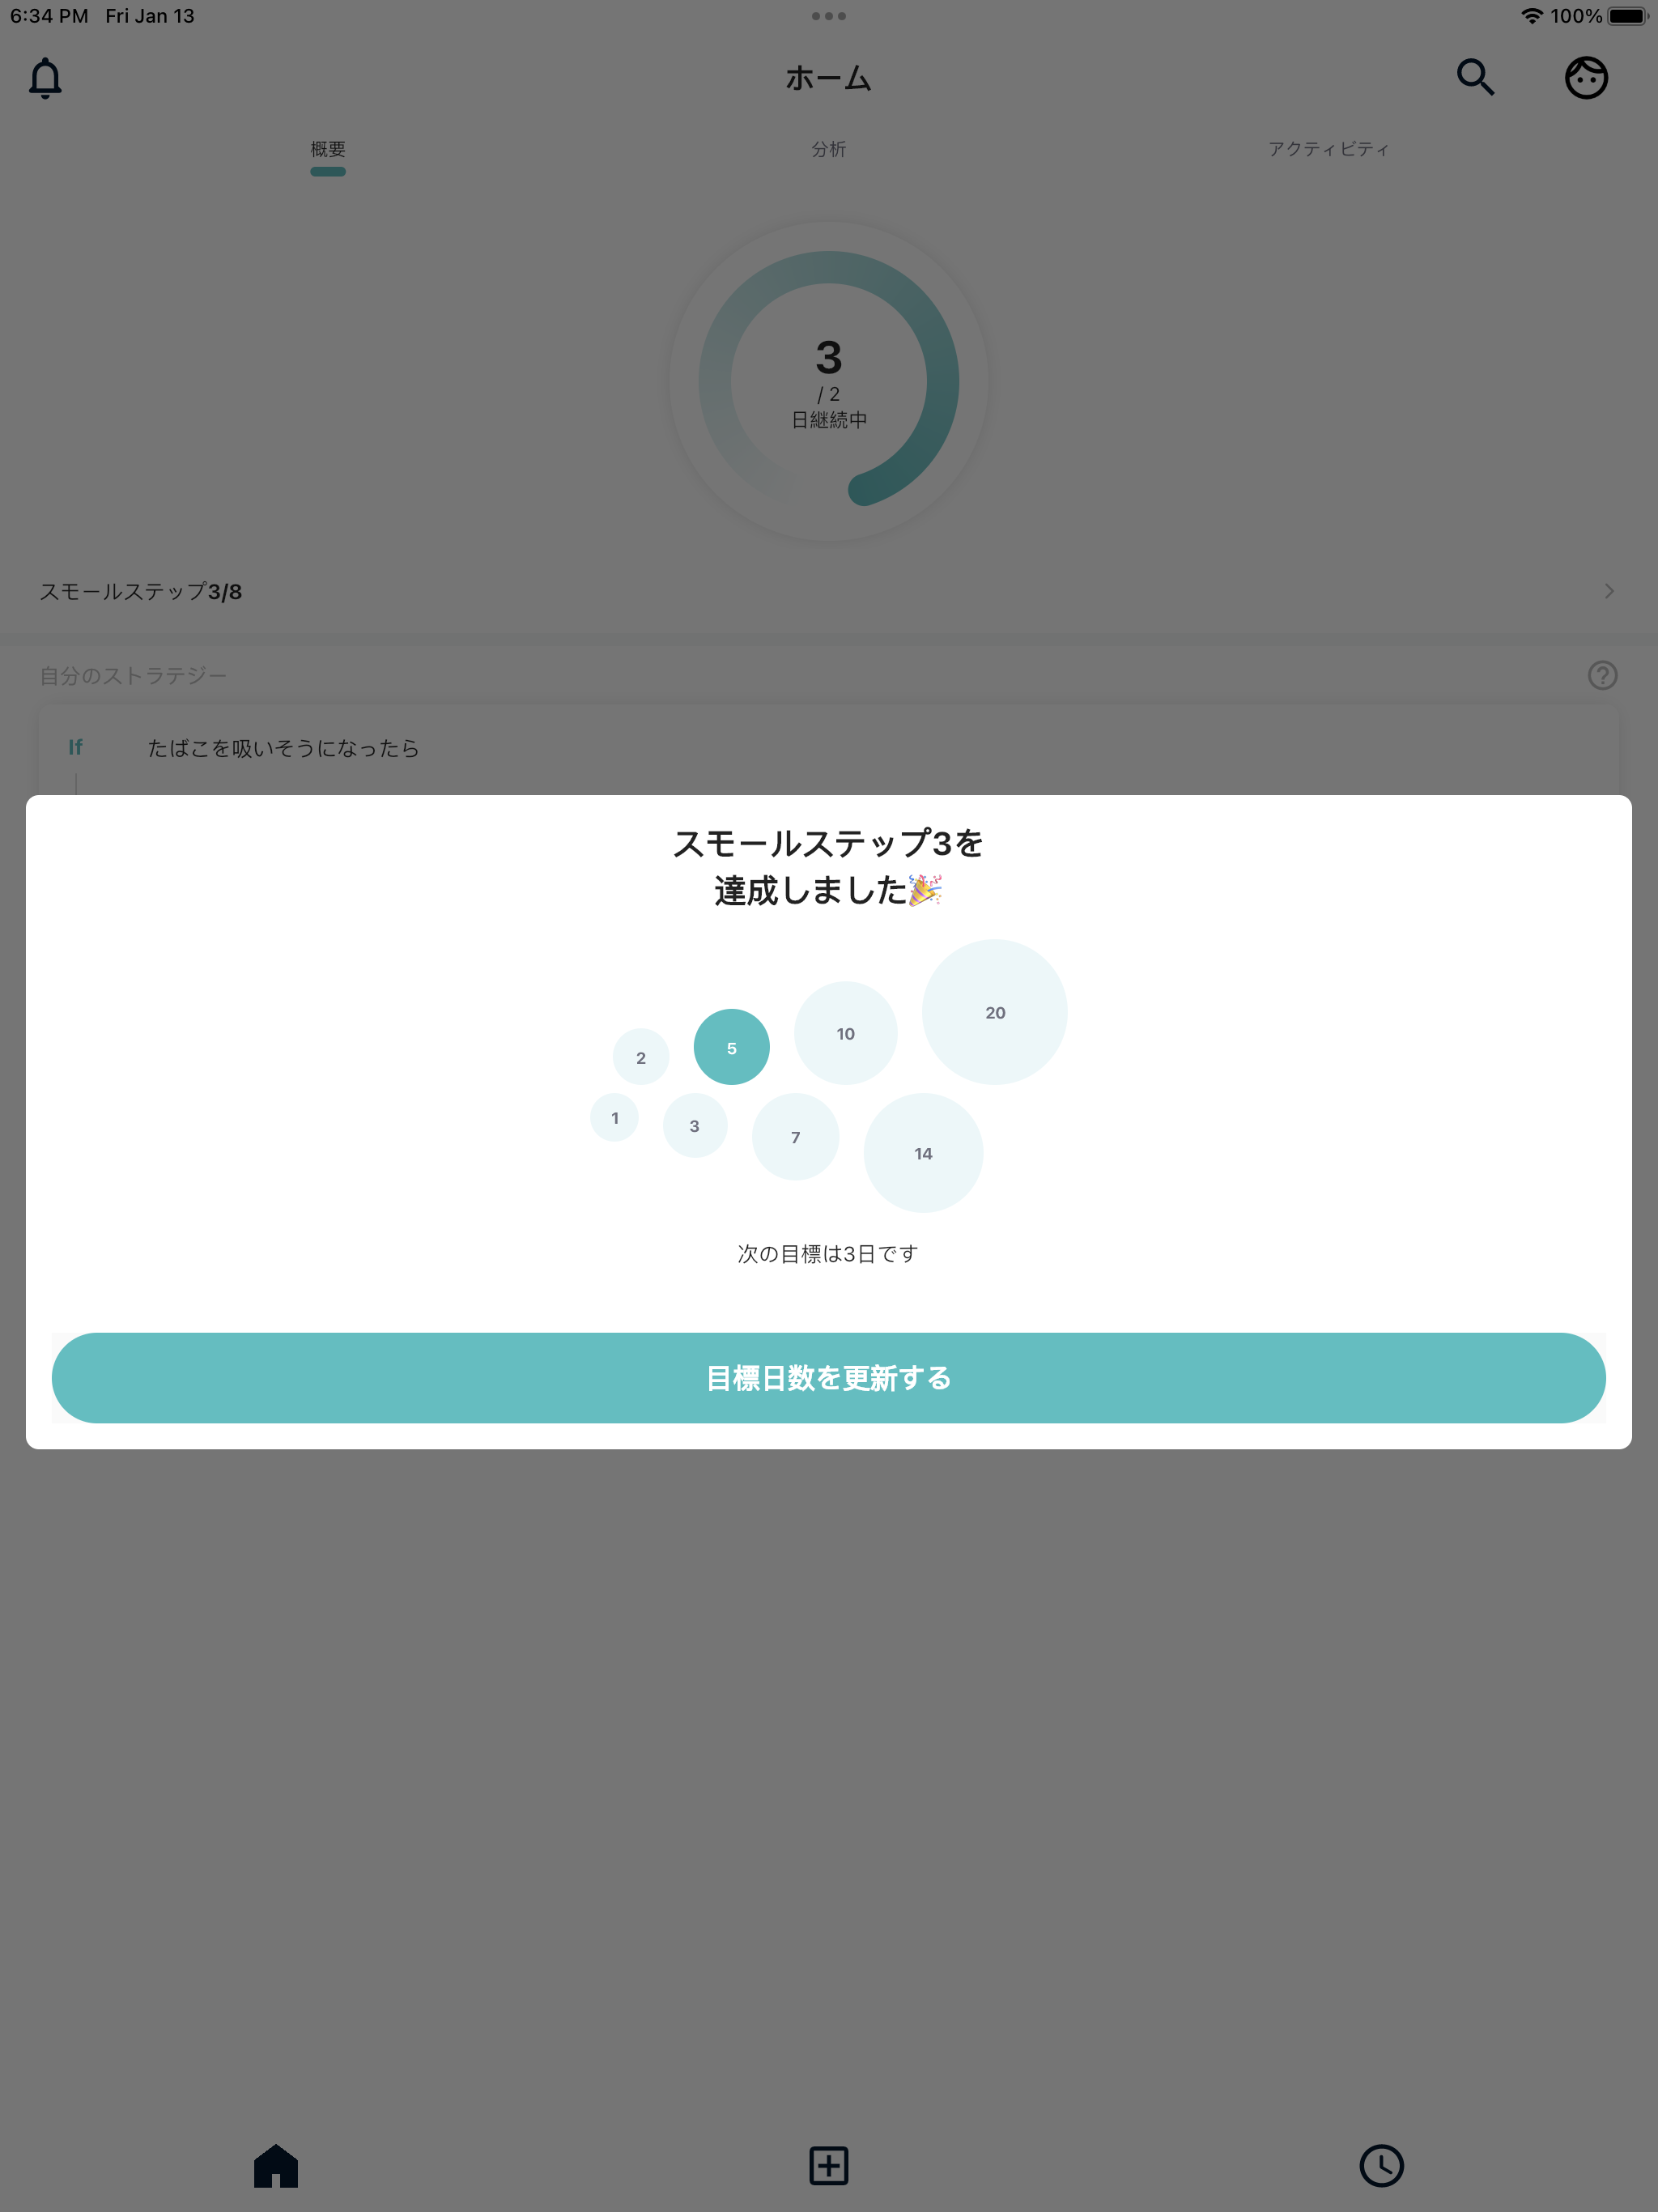 6:34 PM Fri Jan 13
100%
ホーム
概要
分析
アクティビティ
3
/ 2
日継続中
スモールステップ3/8
自分のストラテジー
If たばこを吸いそうになったら
スモールステップ3を
達成しました🎉
20
10
5
2
1
3
7
14
次の目標は3日です
目標日数を更新する